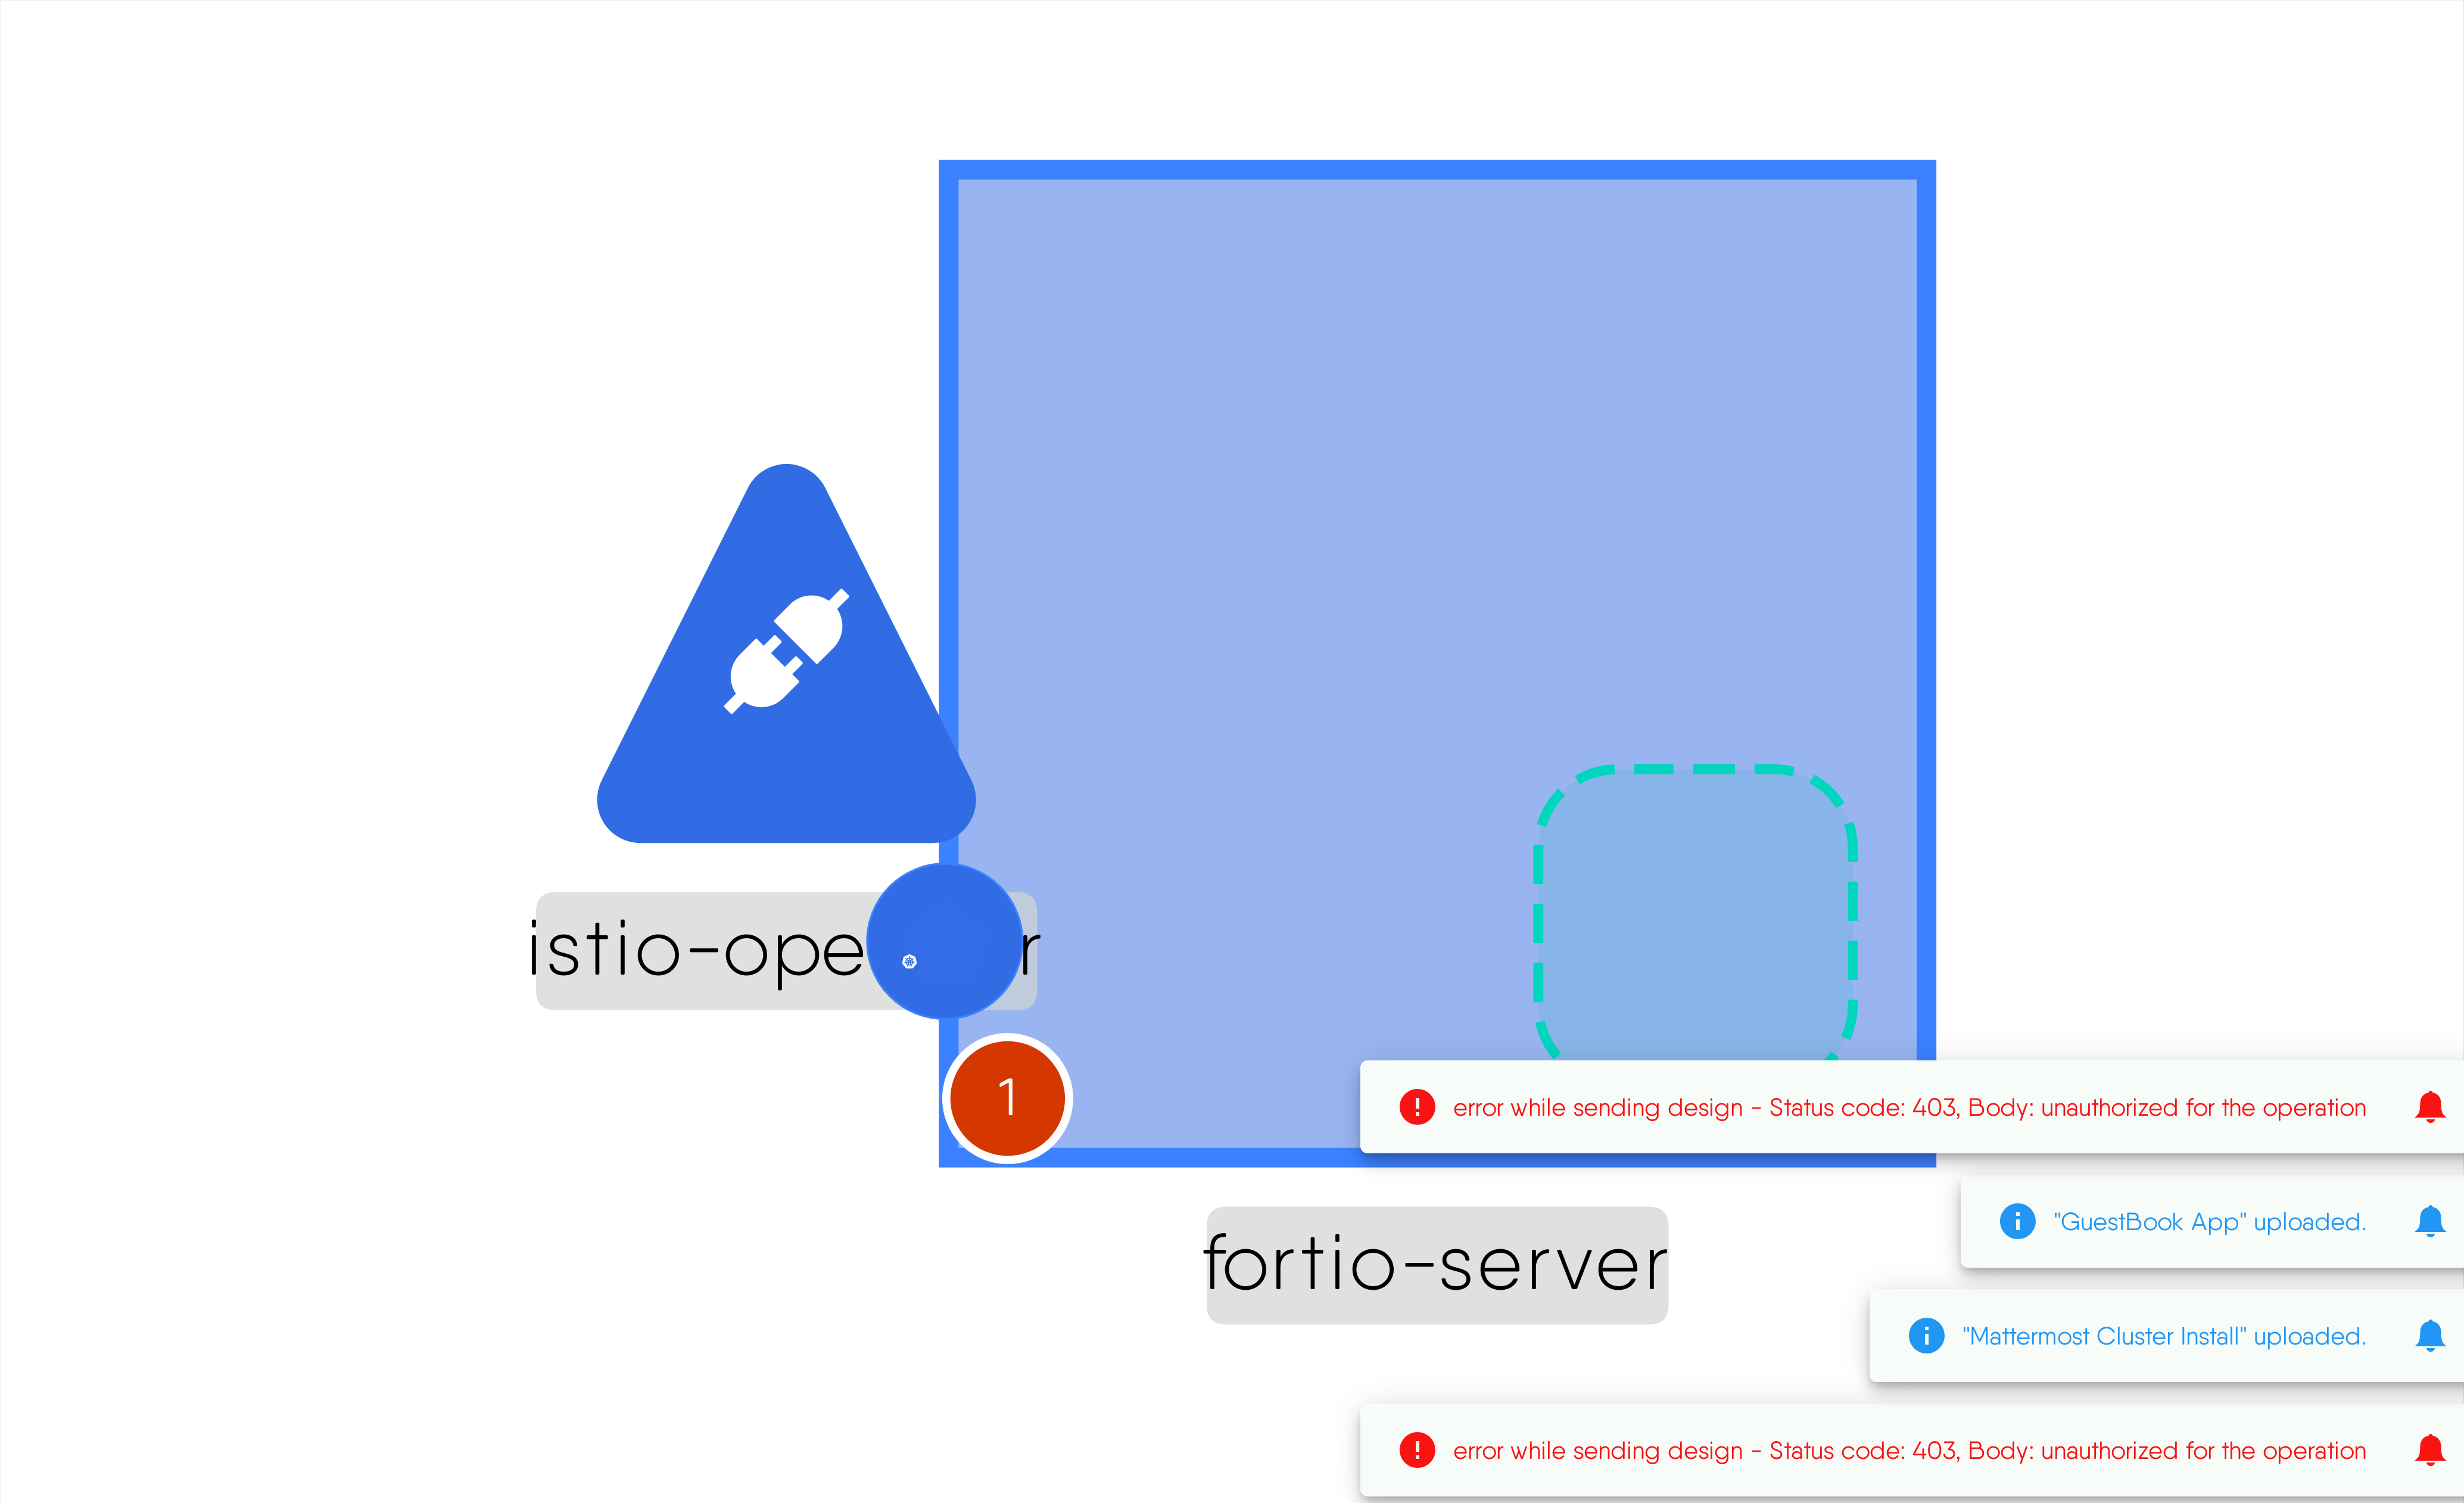 istio-ope r
1
fortio-server
error while sending design - Status code: 403, Body: unauthorized for the operation
"GuestBook App" uploaded.
"Mattermost Cluster Install" uploaded.
error while sending design - Status code: 403, Body: unauthorized for the operation